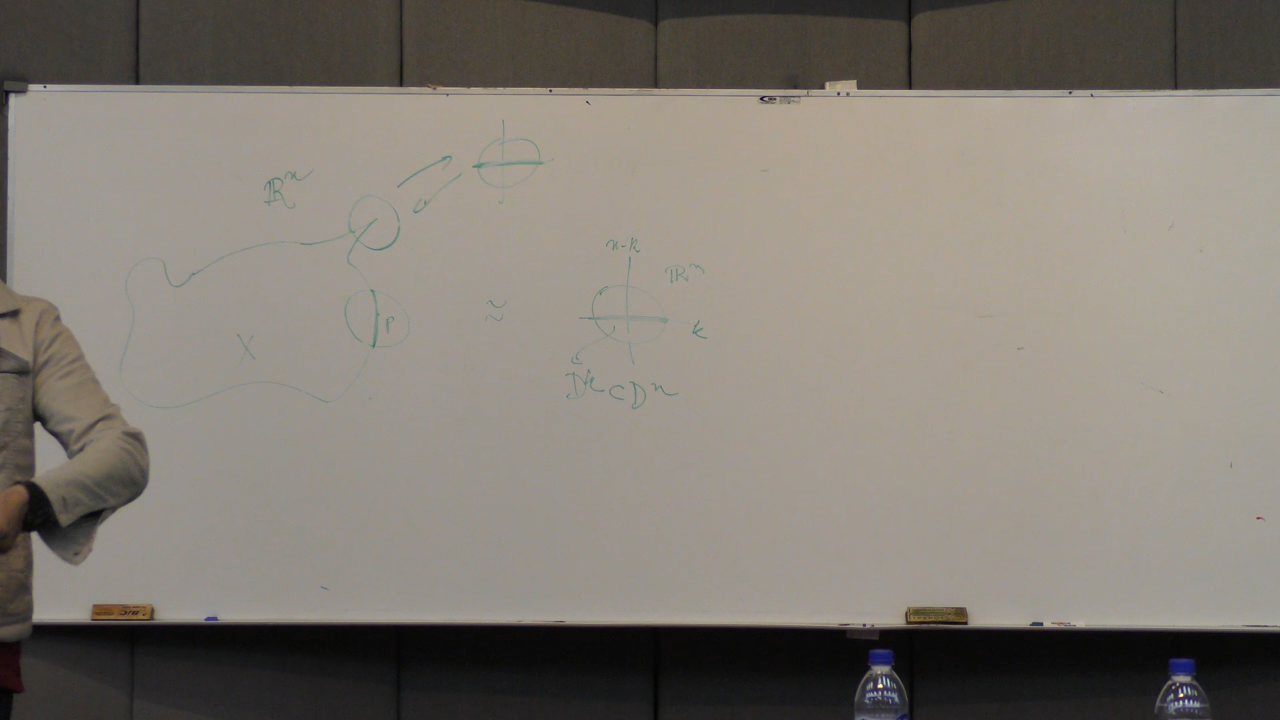 ℝⁿ
n-k
ℝⁿ
p
≈
k
X
Dᵏ ⊂ Dⁿ